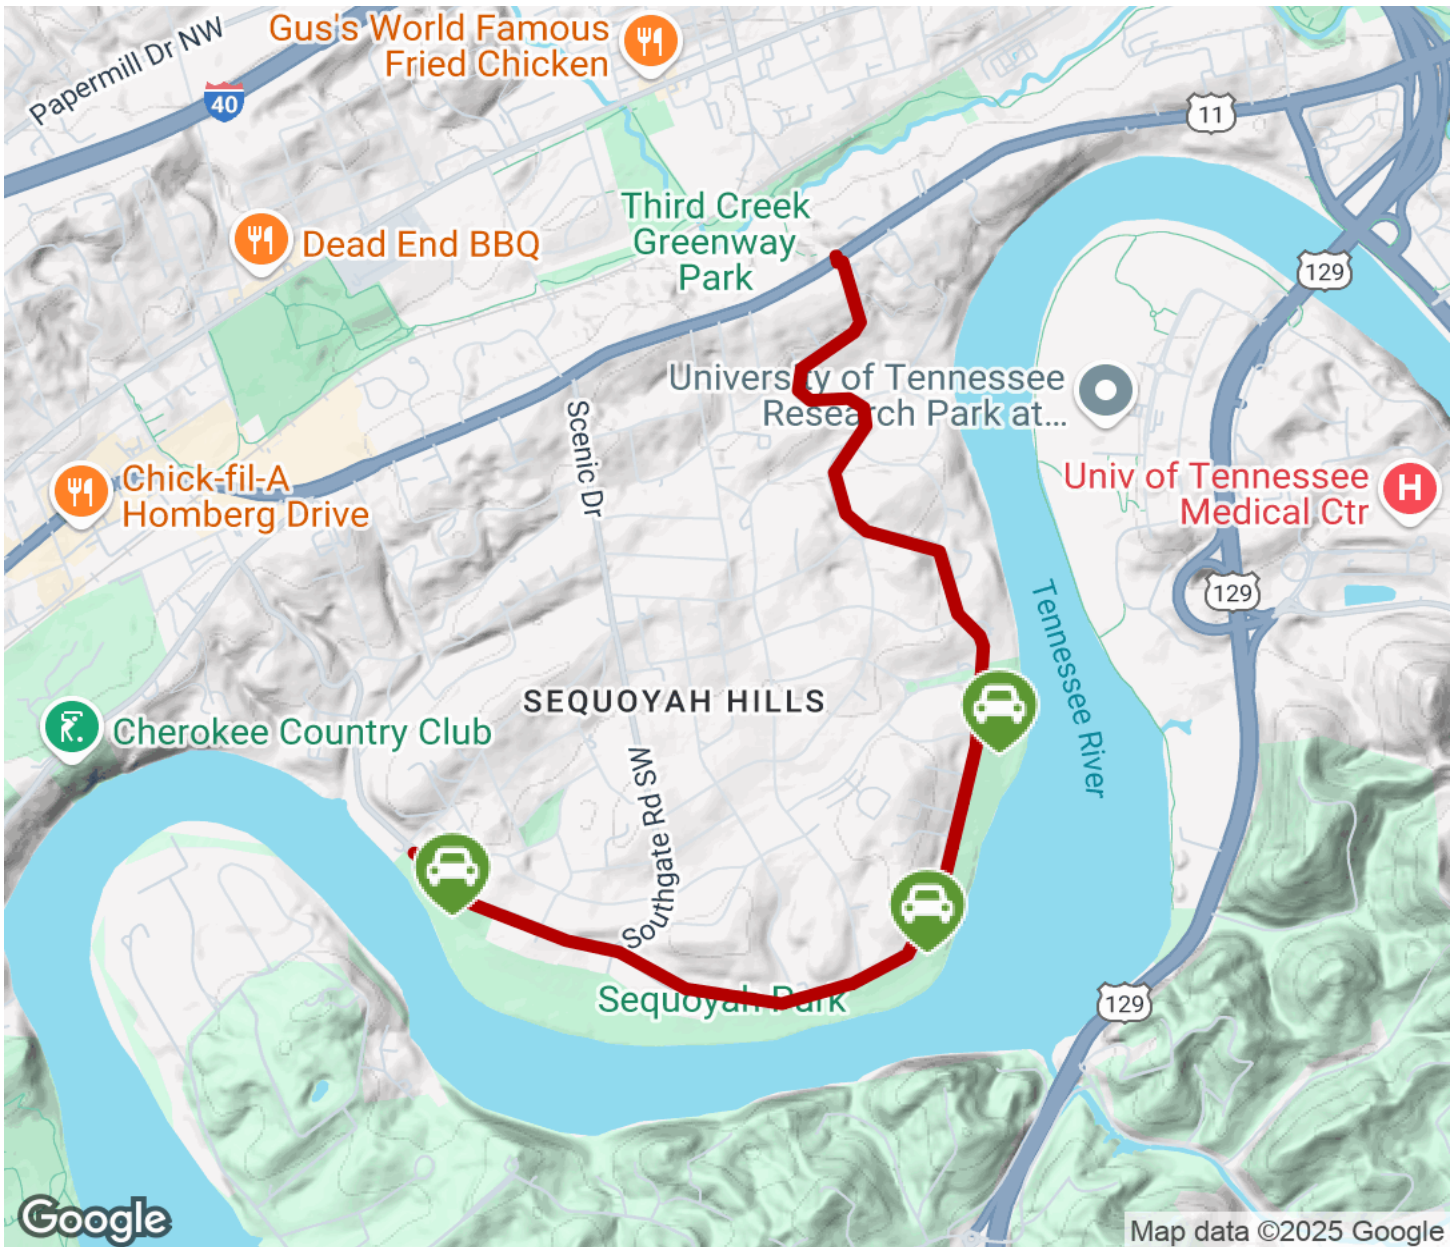 Papermill Dr NW
Gus's World Famous
Fried Chicken
40
11
Third Creek
Greenway
Park
Dead End BBQ
129
University of Tennessee
Research Park at...
Scenic Dr
Chick-fil-A
Homberg Drive
Univ of Tennessee
Medical Ctr
H
129
Tennessee River
SEQUOYAH HILLS
Cherokee Country Club
Southgate Rd SW
Sequoyah Park
129
Google
Map data ©2025 Google